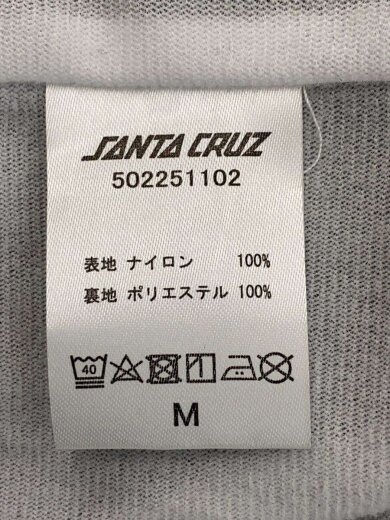 SANTA CRUZ
502251102
表地 ナイロン 100%
裏地 ポリエステル 100%
40
M